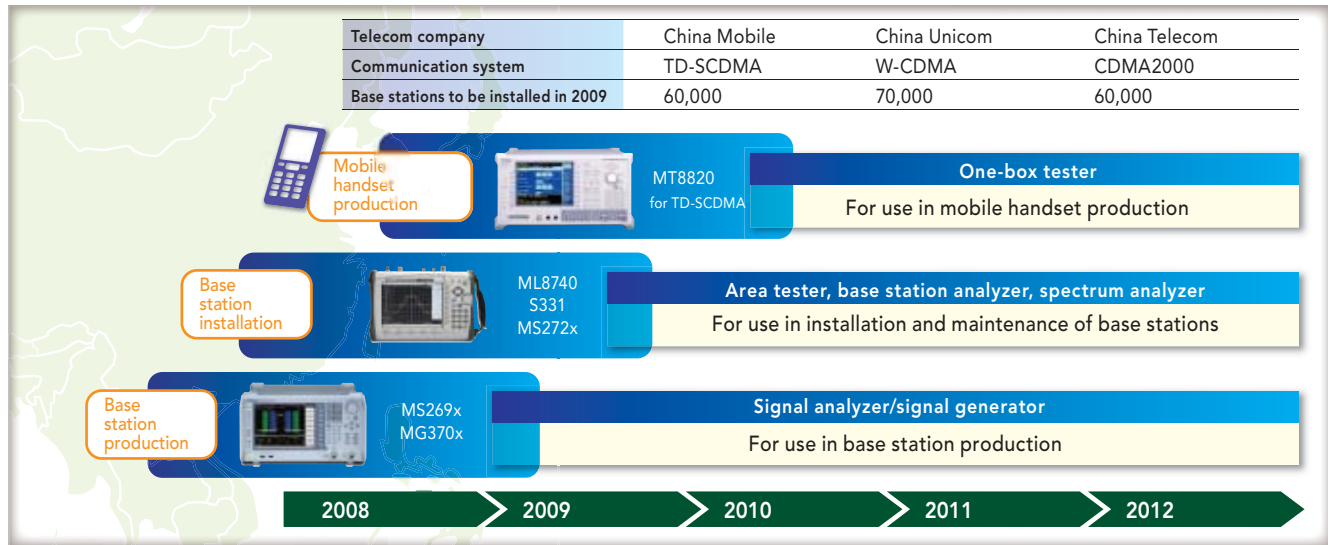 Telecom company China Mobile China Unicom China Telecom
Communication system TD-SCDMA W-CDMA CDMA2000
Base stations to be installed in 2009 60,000 70,000 60,000
Mobile
handset
production
MT8820
for TD-SCDMA
One-box tester
For use in mobile handset production
Base
station
installation
ML8740
S331
MS272x
Area tester, base station analyzer, spectrum analyzer
For use in installation and maintenance of base stations
Base
station
production
MS269x
MG370x
Signal analyzer/signal generator
For use in base station production
2008 2009 2010 2011 2012